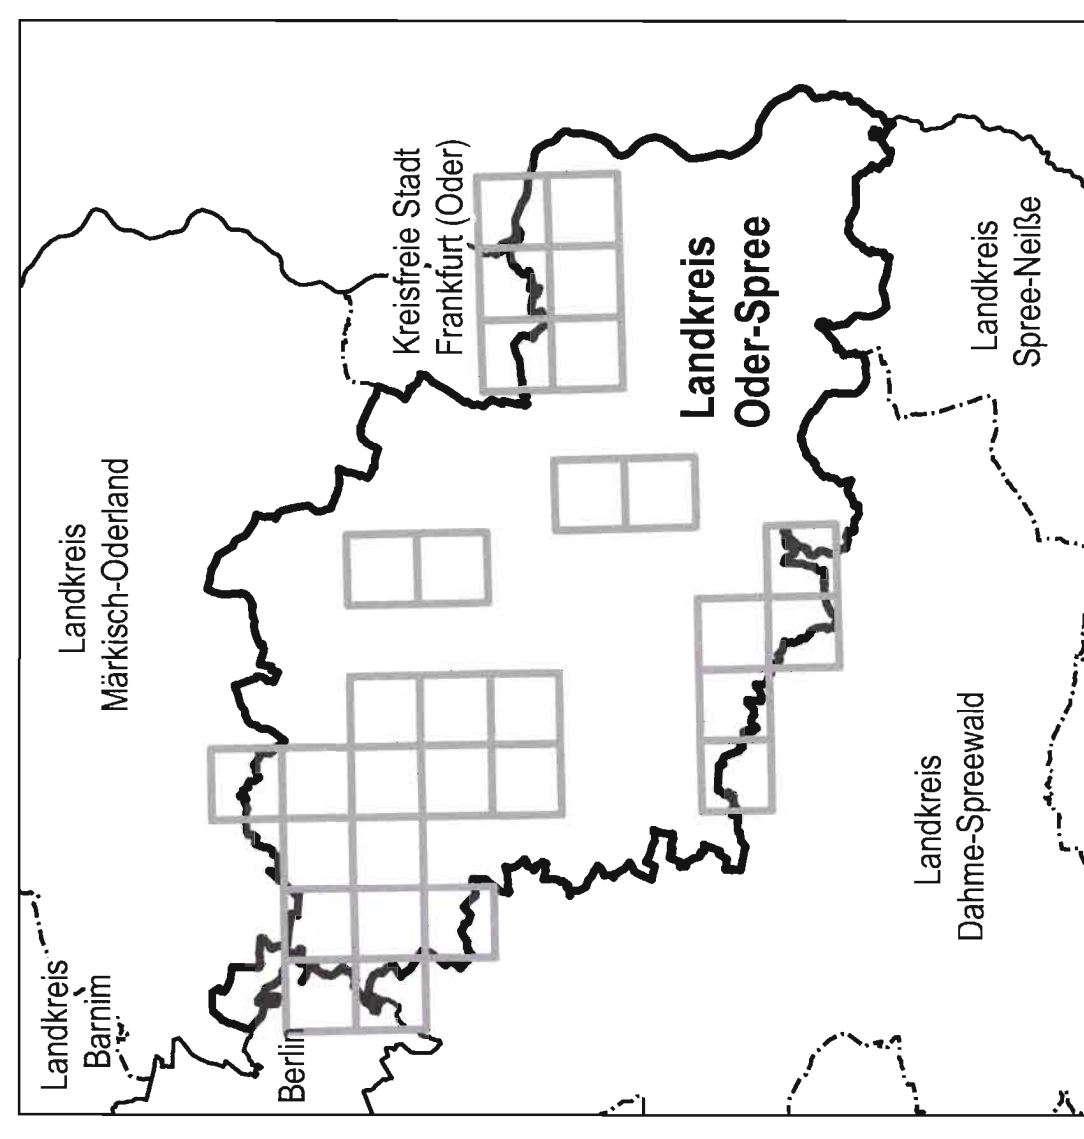 Landkreis
Barnim
Berlin
Landkreis
Märkisch-Oderland
Kreisfreie Stadt
Frankfurt (Oder)
Landkreis
Oder-Spree
Landkreis
Dahme-Spreewald
Landkreis
Spree-Neiße